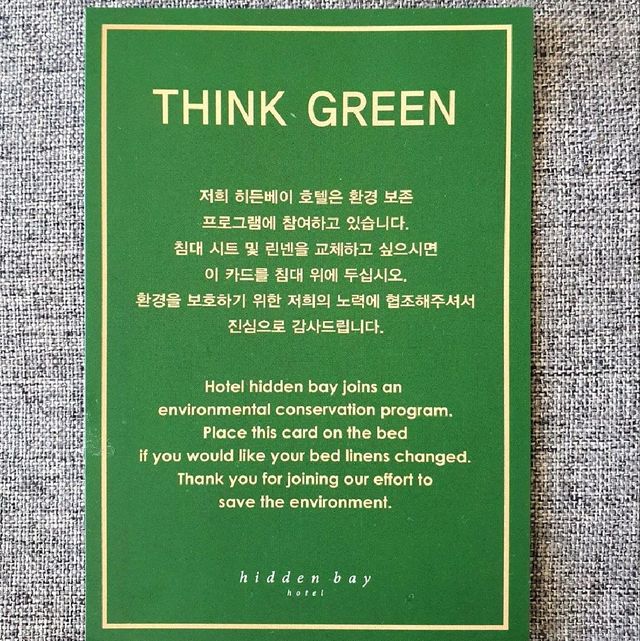 THINK GREEN
저희 히든베이 호텔은 환경 보존
프로그램에 참여하고 있습니다.
침대 시트 및 린넨을 교체하고 싶으시면
이 카드를 침대 위에 두십시오.
환경을 보호하기 위한 저희의 노력에 협조해주셔서
진심으로 감사드립니다.
Hotel hidden bay joins an
environmental conservation program.
Place this card on the bed
if you would like your bed linens changed.
Thank you for joining our effort to
save the environment.
hidden bay
hotel